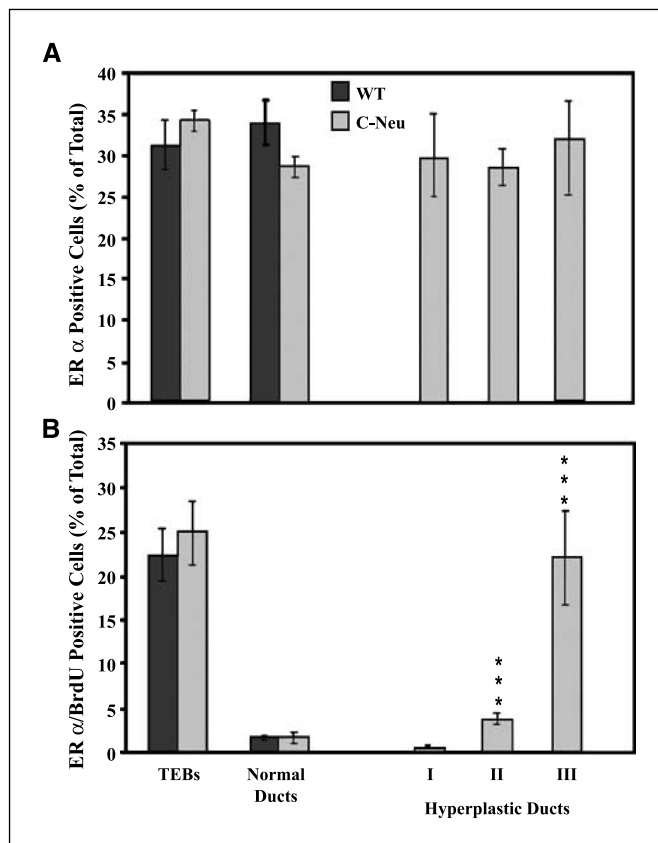 A
ER α Positive Cells (% of Total)
40
35
30
25
20
15
10
5
0
WT
C-Neu
B
ER α/BrdU Positive Cells (% of Total)
35
30
25
20
15
10
5
0
* * *
* * *
TEBs
Normal
Ducts
I
II
III
Hyperplastic Ducts